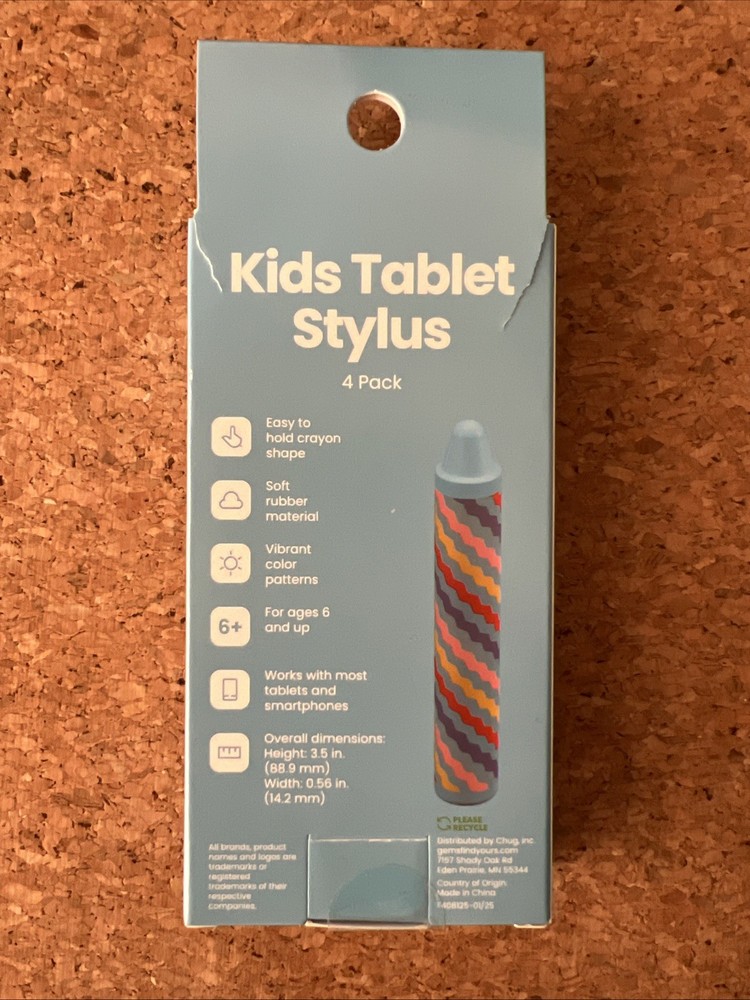 Kids Tablet
Stylus
4 Pack
Easy to
hold crayon
shape
Soft
rubber
material
Vibrant
color
patterns
6+
For ages 6
and up
Works with most
tablets and
smartphones
Overall dimensions:
Height: 3.5 in.
(88.9 mm)
Width: 0.56 in.
(14.2 mm)
All brands, product
names and logos are
trademarks or
registered
trademarks of their
respective
companies.
PLEASE
RECYCLE
Distributed by Chug, Inc.
gemsfindyours.com
7157 Shady Oak Rd
Eden Prairie, MN 55344
Country of Origin:
Made in China